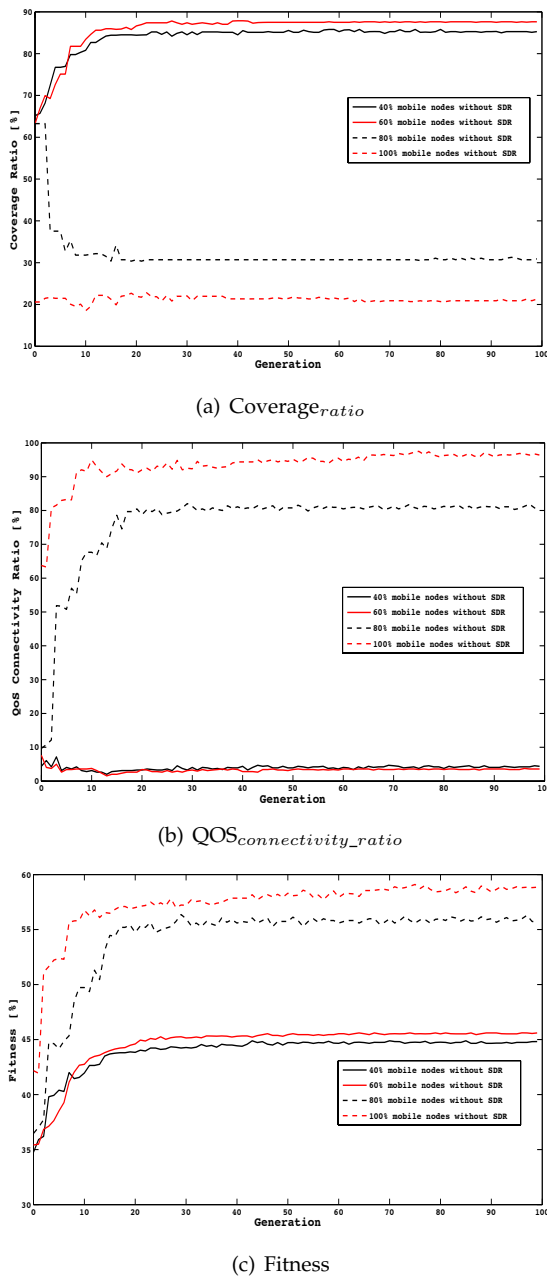 90
80
70
60
50
40
30
20
10
Coverage Ratio [%]
40% mobile nodes without SDR
60% mobile nodes without SDR
80% mobile nodes without SDR
100% mobile nodes without SDR
0 10 20 30 40 50 60 70 80 90 100
Generation
(a) Coverage_ratio
100
90
80
70
60
50
40
30
20
10
0
QoS Connectivity Ratio [%]
40% mobile nodes without SDR
60% mobile nodes without SDR
80% mobile nodes without SDR
100% mobile nodes without SDR
0 10 20 30 40 50 60 70 80 90 100
Generation
(b) QOS_connectivity_ratio
60
55
50
45
40
35
30
Fitness [%]
40% mobile nodes without SDR
60% mobile nodes without SDR
80% mobile nodes without SDR
100% mobile nodes without SDR
0 10 20 30 40 50 60 70 80 90 100
Generation
(c) Fitness